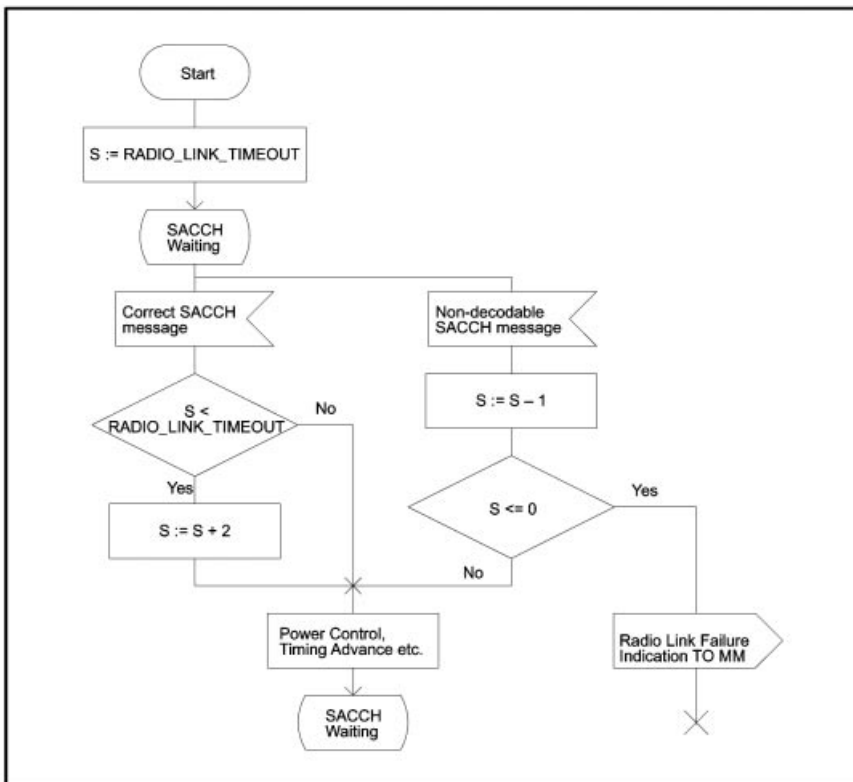 Start
S := RADIO_LINK_TIMEOUT
SACCH
Waiting
Correct SACCH
message
Non-decodable
SACCH message
S <
RADIO_LINK_TIMEOUT
No
S := S – 1
Yes
S := S + 2
S <= 0
Yes
No
Power Control,
Timing Advance etc.
Radio Link Failure
Indication TO MM
SACCH
Waiting